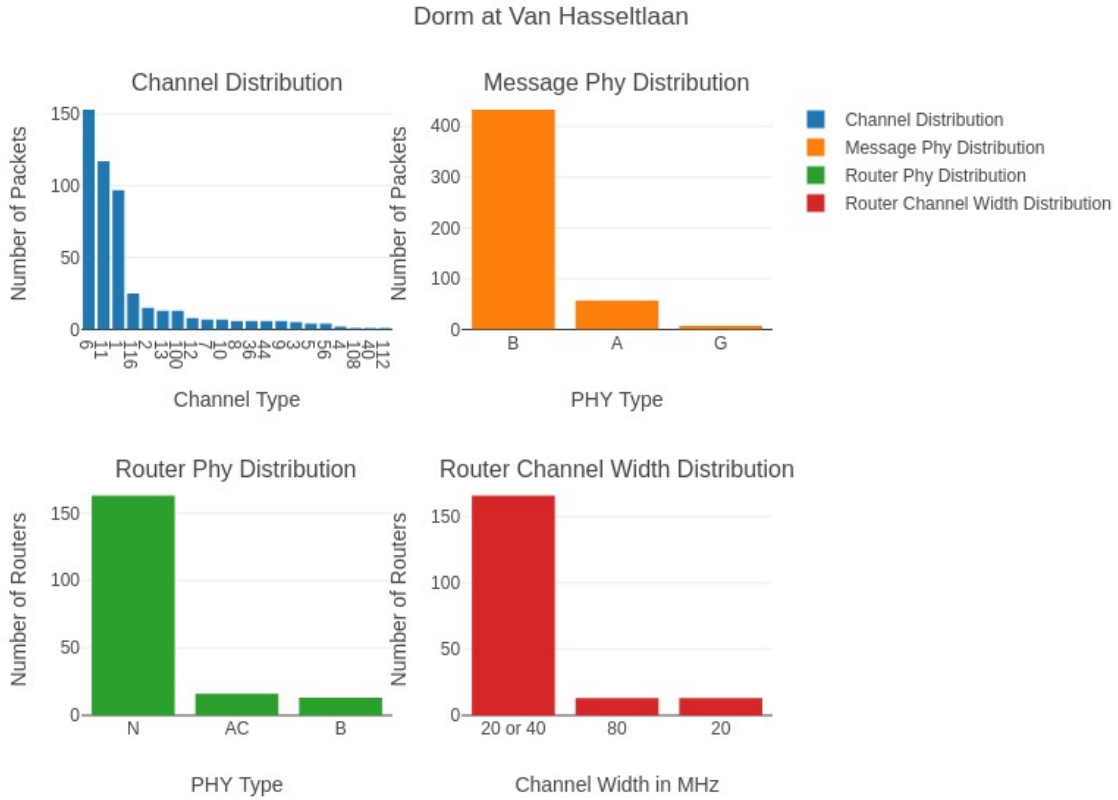 Dorm at Van Hasseltlaan
Channel Distribution
Number of Packets
150
100
50
0
6 11 1 116 2 13 100 12 7 10 8 36 44 9 3 5 56 4 108 40 112
Channel Type
Message Phy Distribution
Number of Packets
400
300
200
100
0
B A G
PHY Type
Channel Distribution
Message Phy Distribution
Router Phy Distribution
Router Channel Width Distribution
Router Phy Distribution
Number of Routers
150
100
50
0
N AC B
PHY Type
Router Channel Width Distribution
Number of Routers
150
100
50
0
20 or 40 80 20
Channel Width in MHz